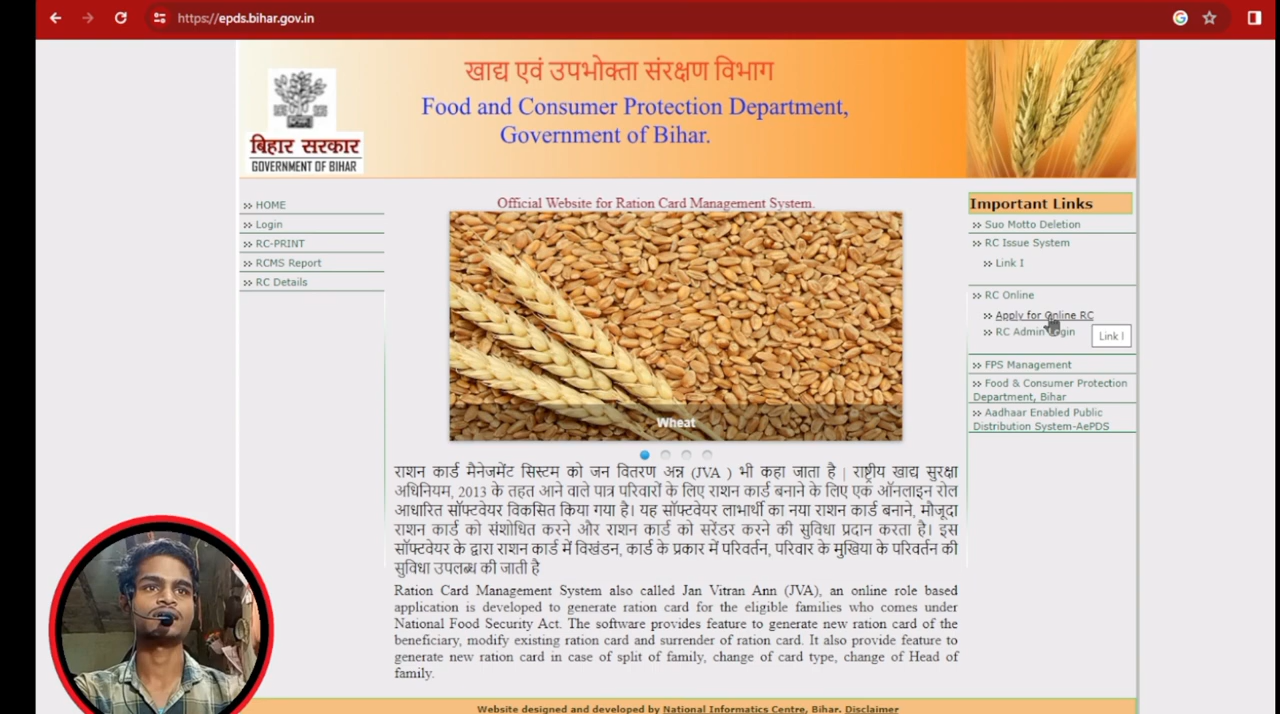 https://epds.bihar.gov.in
खाद्य एवं उपभोक्ता संरक्षण विभाग
Food and Consumer Protection Department,
Government of Bihar.
बिहार सरकार
GOVERNMENT OF BIHAR
>> HOME
>> Login
>> RC-PRINT
>> RCMS Report
>> RC Details
Official Website for Ration Card Management System.
Wheat
राशन कार्ड मैनेजमेंट सिस्टम को जन वितरण अन्न (JVA ) भी कहा जाता है | राष्ट्रीय खाद्य सुरक्षा
अधिनियम, 2013 के तहत आने वाले पात्र परिवारों के लिए राशन कार्ड बनाने के लिए एक ऑनलाइन रोल
आधारित सॉफ्टवेयर विकसित किया गया है। यह सॉफ्टवेयर लाभार्थी का नया राशन कार्ड बनाने, मौजूदा
राशन कार्ड को संशोधित करने और राशन कार्ड को सरेंडर करने की सुविधा प्रदान करता है। इस
सॉफ्टवेयर के द्वारा राशन कार्ड में विखंडन, कार्ड के प्रकार में परिवर्तन, परिवार के मुखिया के परिवर्तन की
सुविधा उपलब्ध की जाती है
Ration Card Management System also called Jan Vitran Ann (JVA), an online role based
application is developed to generate ration card for the eligible families who comes under
National Food Security Act. The software provides feature to generate new ration card of the
beneficiary, modify existing ration card and surrender of ration card. It also provide feature to
generate new ration card in case of split of family, change of card type, change of Head of
family.
Important Links
>> Suo Motto Deletion
>> RC Issue System
>> Link I
>> RC Online
>> Apply for Online RC
>> RC Admin Login
Link I
>> FPS Management
>> Food & Consumer Protection
Department, Bihar
>> Aadhaar Enabled Public
Distribution System-AePDS
Website designed and developed by National Informatics Centre, Bihar. Disclaimer